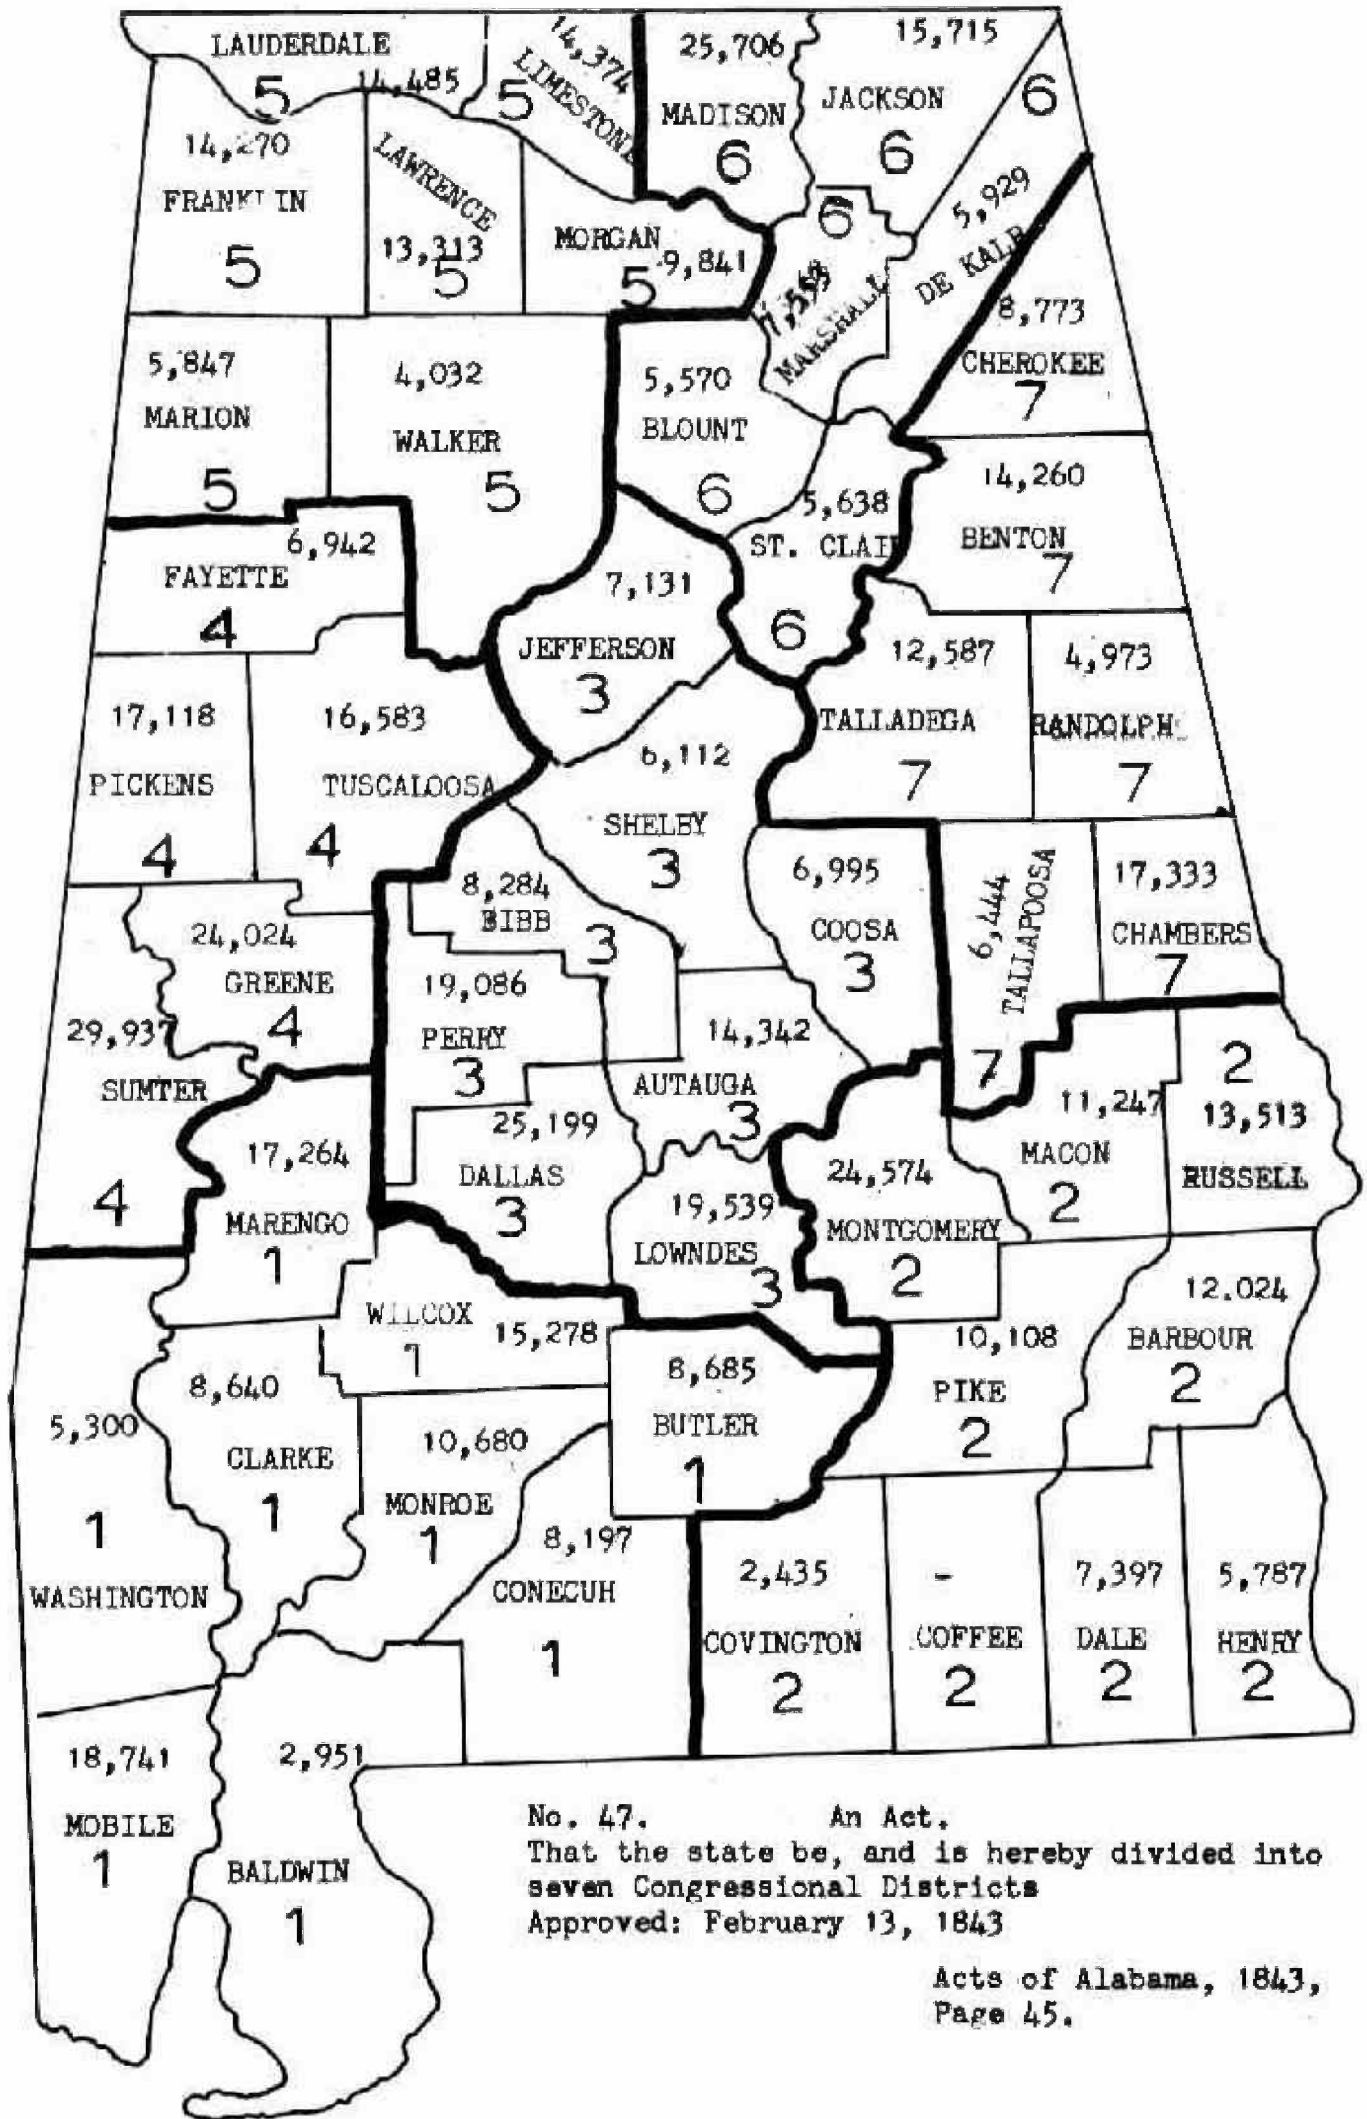 LAUDERDALE
14,485
5
14,374
LIMESTONE
5
25,706
MADISON
6
15,715
JACKSON
6
6
5,929
DE KALB
14,270
FRANKLIN
5
LAWRENCE
13,313
5
MORGAN
9,841
5
6
MARSHALL
8,773
CHEROKEE
7
5,847
MARION
5
4,032
WALKER
5
5,570
BLOUNT
6
5,638
ST. CLAI
6
14,260
BENTON
7
6,942
FAYETTE
4
7,131
JEFFERSON
3
12,587
TALLADEGA
7
4,973
RANDOLPH
7
17,118
PICKENS
4
16,583
TUSCALOOSA
4
6,112
SHELBY
3
8,284
BIBB
3
6,995
COOSA
3
6,444
TALLAPOOSA
7
17,333
CHAMBERS
7
24,024
GREENE
4
29,937
SUMTER
4
19,086
PERRY
3
14,342
AUTAUGA
3
11,247
MACON
2
2
13,513
RUSSELL
17,264
MARENGO
1
25,199
DALLAS
3
19,539
LOWNDES
3
24,574
MONTGOMERY
2
WILCOX
15,278
1
8,685
BUTLER
1
10,108
PIKE
2
12.024
BARBOUR
2
5,300
1
WASHINGTON
8,640
CLARKE
1
10,680
MONROE
1
8,197
CONECUH
1
2,435
COVINGTON
2
-
COFFEE
2
7,397
DALE
2
5,787
HENRY
2
18,741
MOBILE
1
2,951
BALDWIN
1
No. 47. An Act.
That the state be, and is hereby divided into
seven Congressional Districts
Approved: February 13, 1843
Acts of Alabama, 1843,
Page 45.